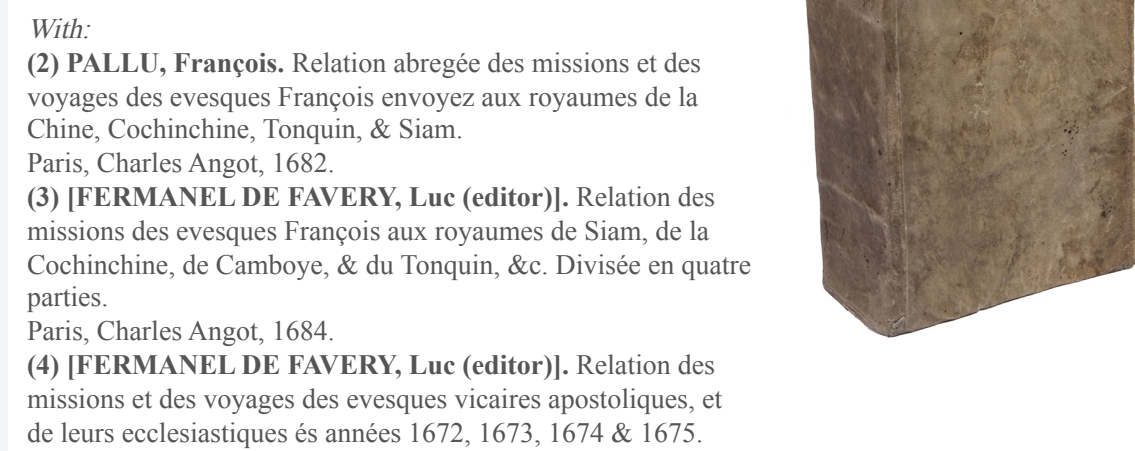 With:
(2) PALLU, François. Relation abregée des missions et des
voyages des evesques François envoyez aux royaumes de la
Chine, Cochinchine, Tonquin, & Siam.
Paris, Charles Angot, 1682.
(3) [FERMANEL DE FAVERY, Luc (editor)]. Relation des
missions des evesques François aux royaumes de Siam, de la
Cochinchine, de Camboye, & du Tonquin, &c. Divisée en quatre
parties.
Paris, Charles Angot, 1684.
(4) [FERMANEL DE FAVERY, Luc (editor)]. Relation des
missions et des voyages des evesques vicaires apostoliques, et
de leurs ecclesiastiques és années 1672, 1673, 1674 & 1675.